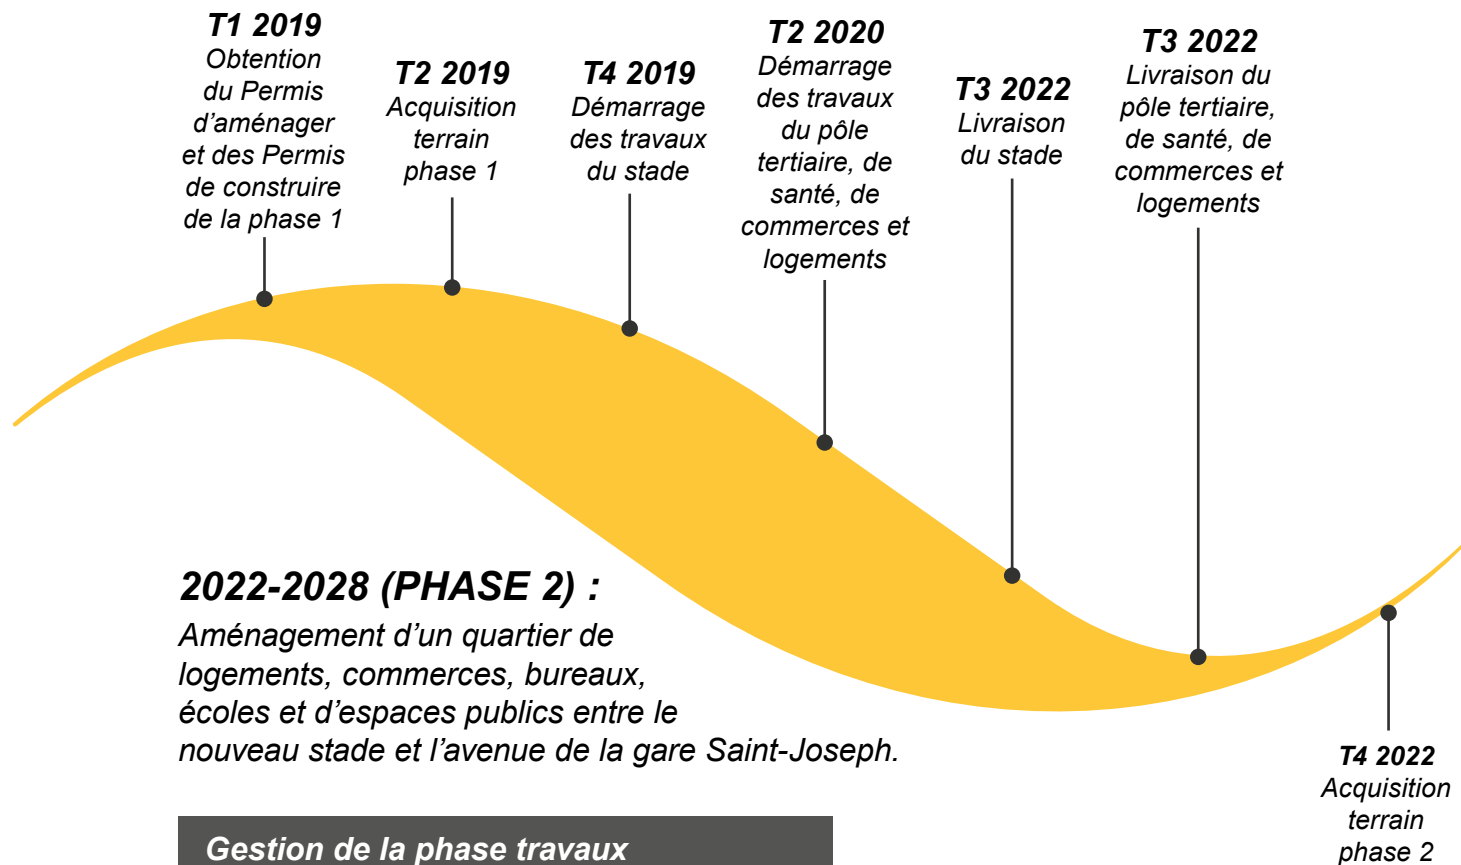 T1 2019
Obtention
du Permis
d’aménager
et des Permis
de construire
de la phase 1
T2 2019
Acquisition
terrain
phase 1
T4 2019
Démarrage
des travaux
du stade
T2 2020
Démarrage
des travaux
du pôle
tertiaire, de
santé, de
commerces et
logements
T3 2022
Livraison
du stade
T3 2022
Livraison du
pôle tertiaire,
de santé, de
commerces et
logements
T4 2022
Acquisition
terrain
phase 2
2022-2028 (PHASE 2) :
Aménagement d’un quartier de
logements, commerces, bureaux,
écoles et d’espaces publics entre le
nouveau stade et l’avenue de la gare Saint-Joseph.
Gestion de la phase travaux